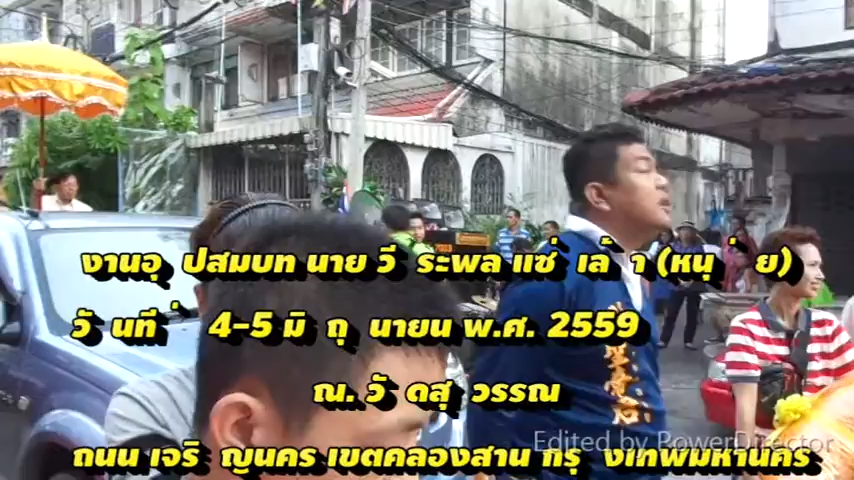 งานอุปสมบท นาย วีระพล แซ่เล้า (หนุ่ย)
วันที่ 4-5 มิถุนายน พ.ศ. 2559
ณ. วัดสุวรรณ
ถนน เจริญนคร เขตคลองสาน กรุงเทพมหานคร
Edited by PowerDirector